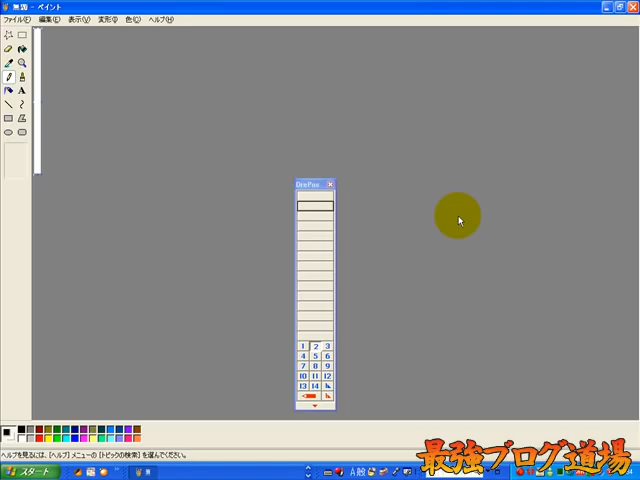 無題 - ペイント
ファイル(F) 編集(E) 表示(V) 変形(I) 色(C) ヘルプ(H)
A
1 2 3
4 5 6
7 8 9
10 11 12
13 14
ヘルプを見るには、[ヘルプ] メニューの [トピックの検索] を選んでください。
スタート
A般
最強ブログ道場